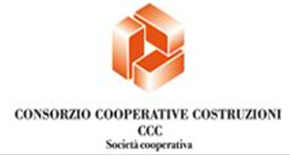 CONSORZIO COOPERATIVE COSTRUZIONI
CCC
Società cooperativa